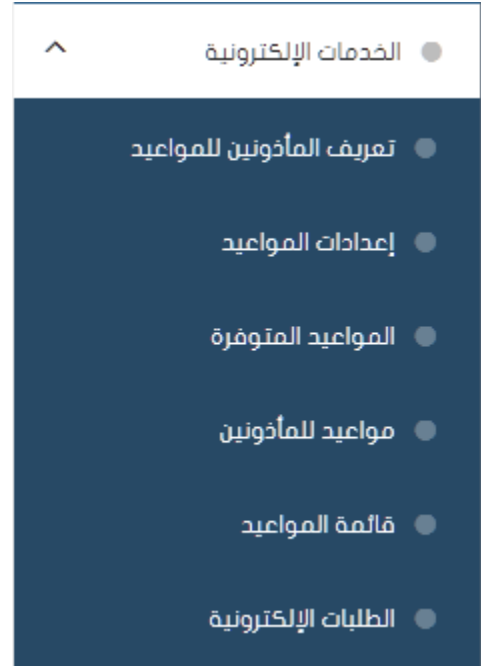 الخدمات الإلكترونية
تعريف المأذونين للمواعيد
إعدادات المواعيد
المواعيد المتوفرة
مواعيد للمأذونين
قائمة المواعيد
الطلبات الإلكترونية